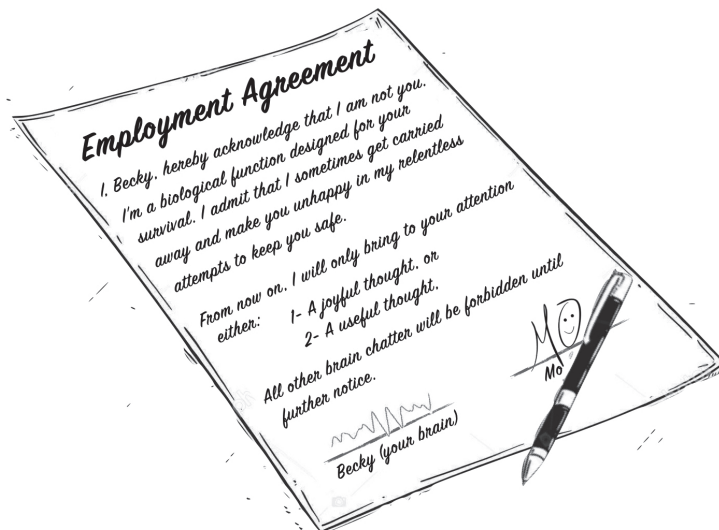 Employment Agreement
I, Becky, hereby acknowledge that I am not you.
I'm a biological function designed for your
survival. I admit that I sometimes get carried
away and make you unhappy in my relentless
attempts to keep you safe.
From now on, I will only bring to your attention
either: 1- A joyful thought, or
2- A useful thought,
All other brain chatter will be forbidden until
further notice.
Mo
Mo
Becky (your brain)